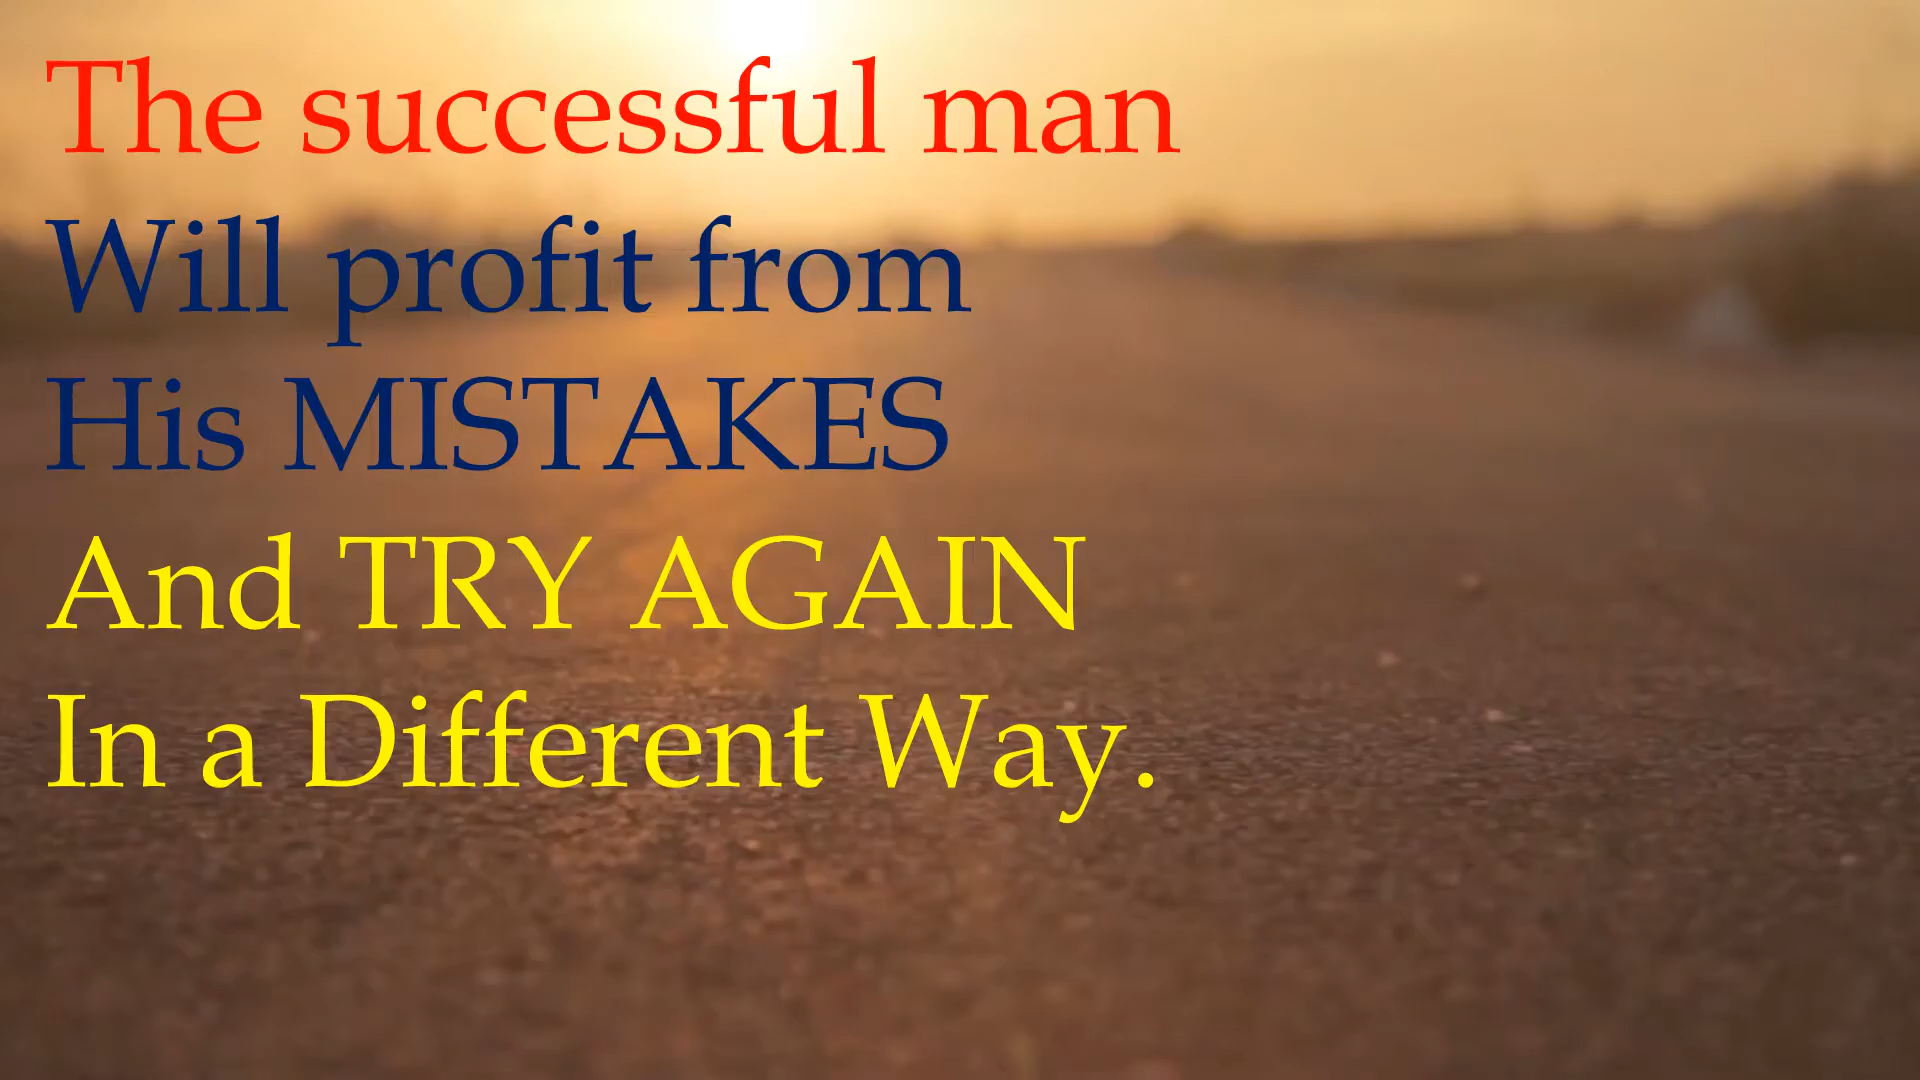 The successful man
Will profit from
His MISTAKES
And TRY AGAIN
In a Different Way.